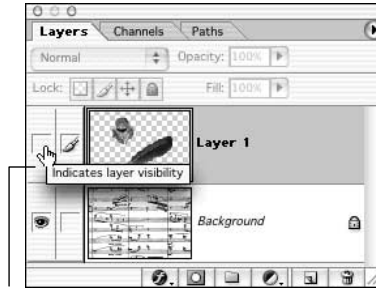 Layers Channels Paths
Normal Opacity: 100%
Lock: Fill: 100%
Layer 1
Indicates layer visibility
Background